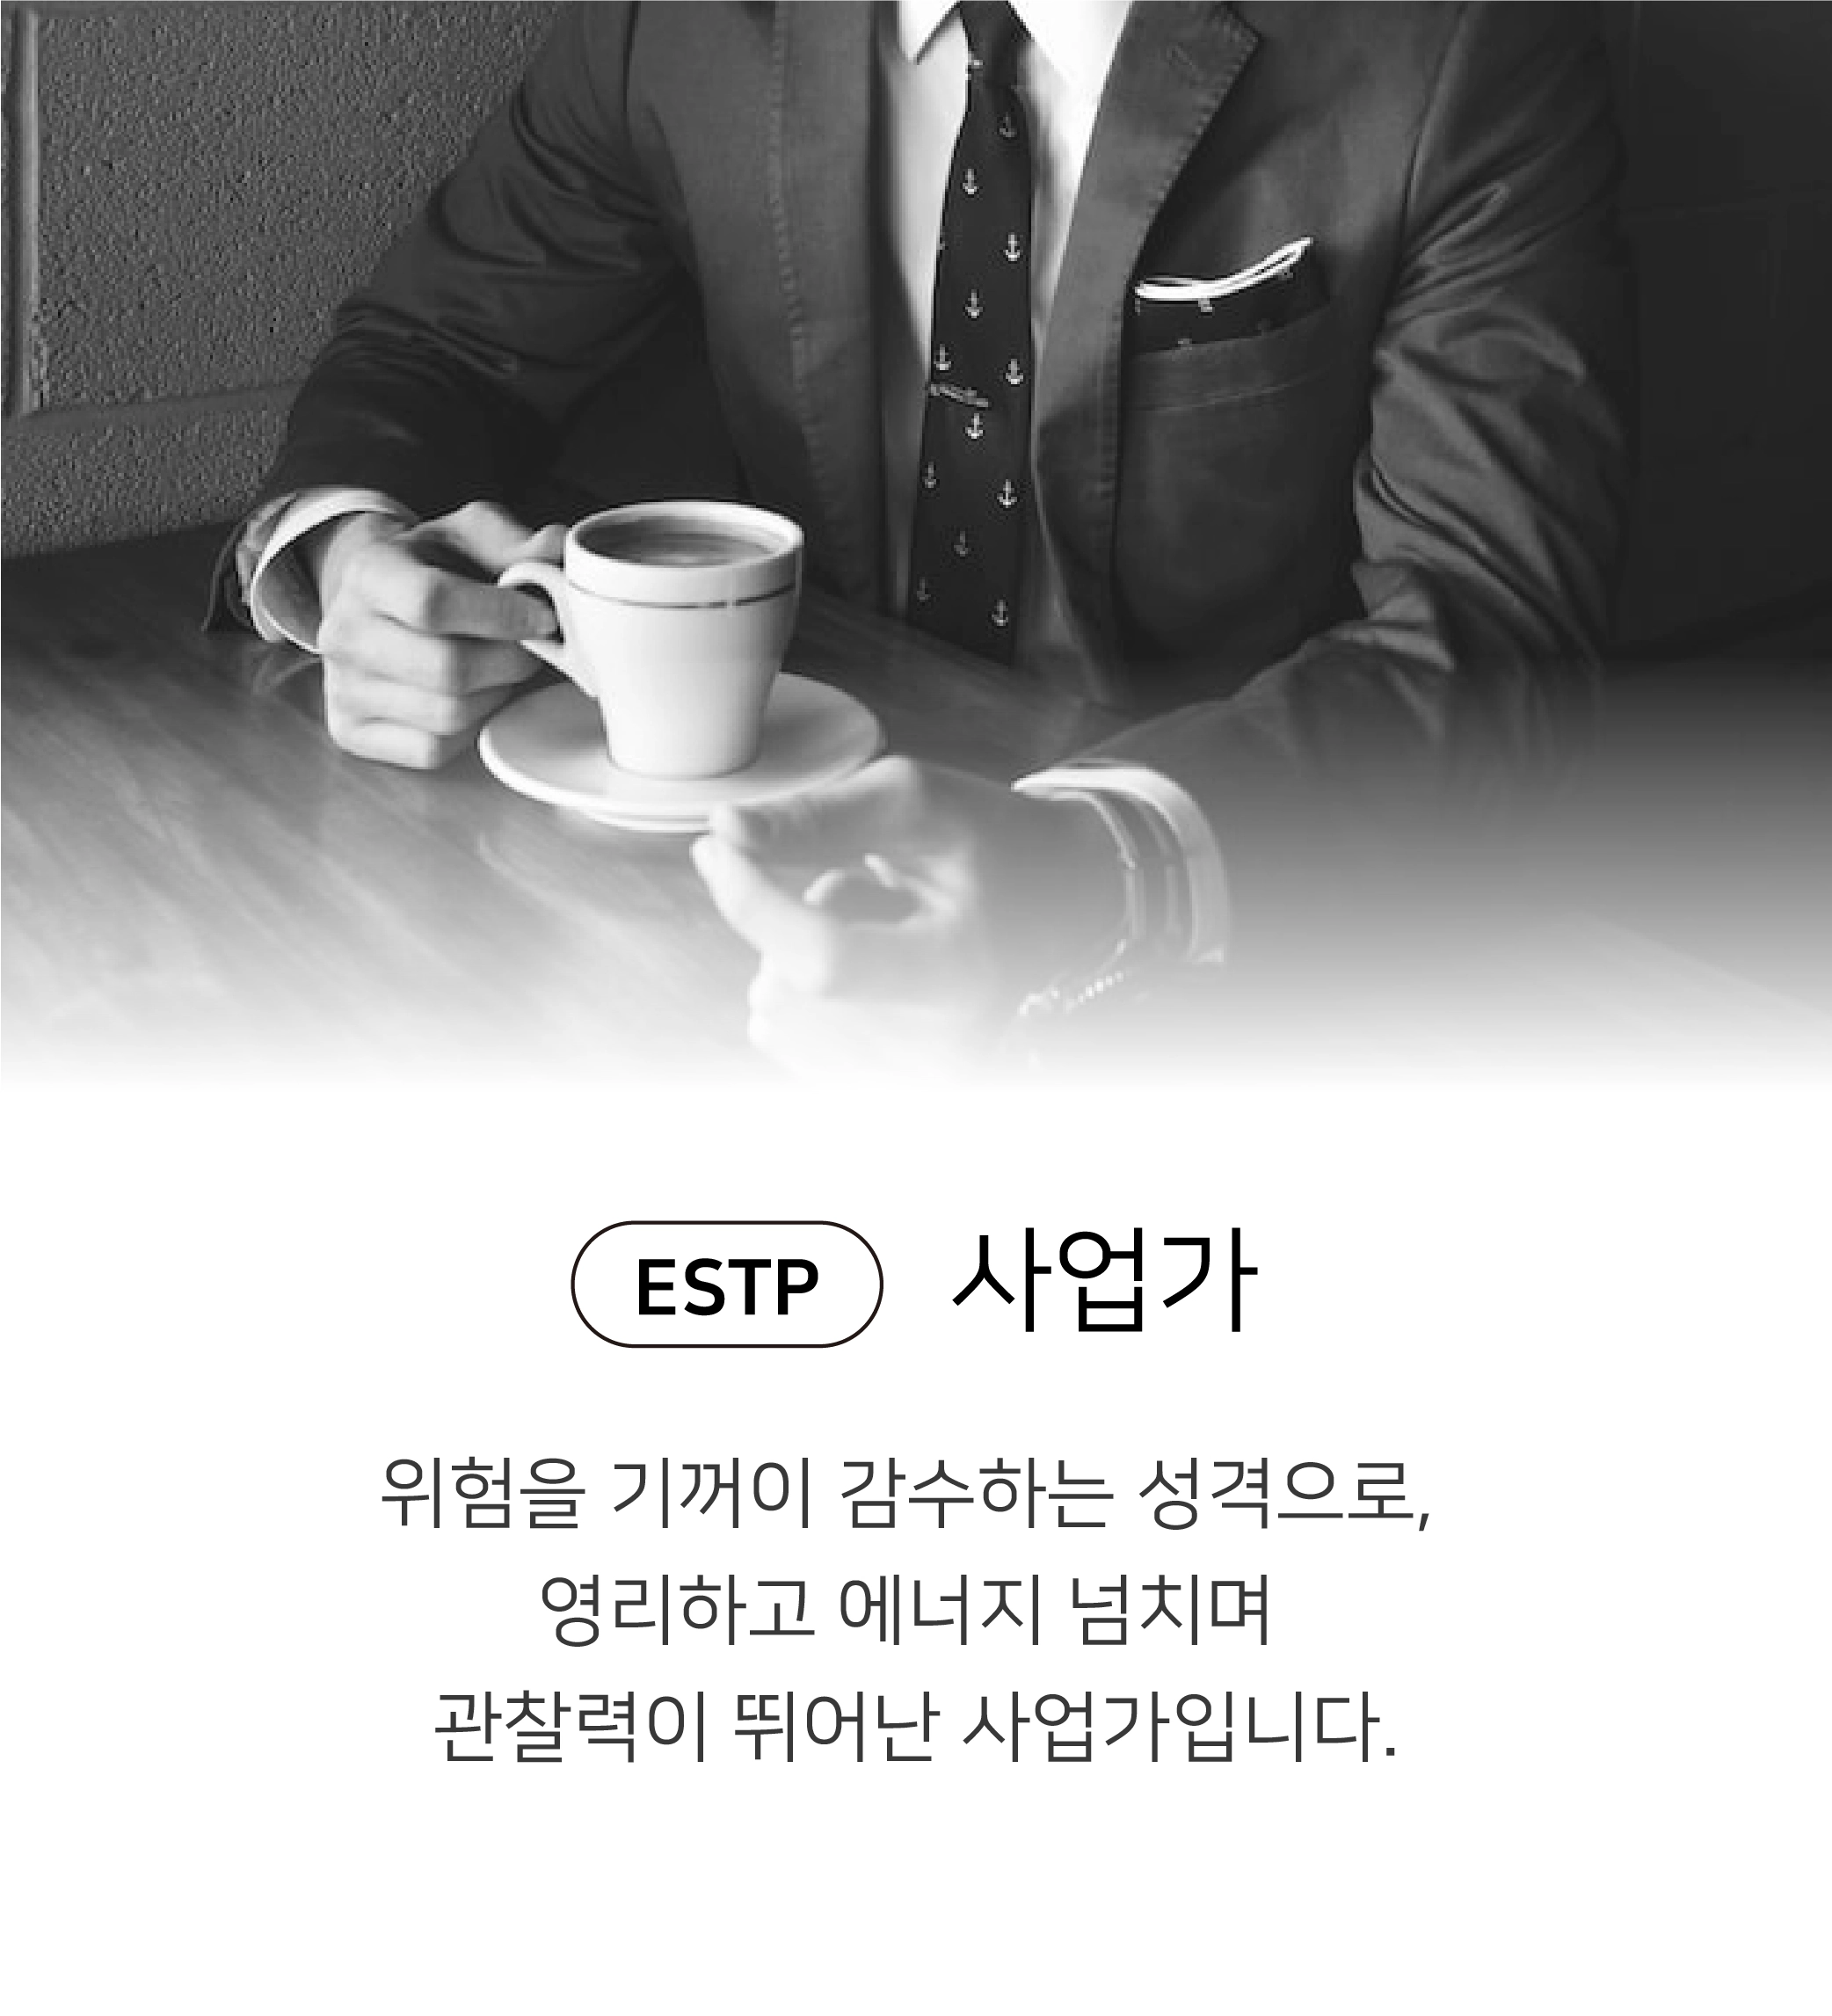 ESTP 사업가
위험을 기꺼이 감수하는 성격으로,
영리하고 에너지 넘치며
관찰력이 뛰어난 사업가입니다.